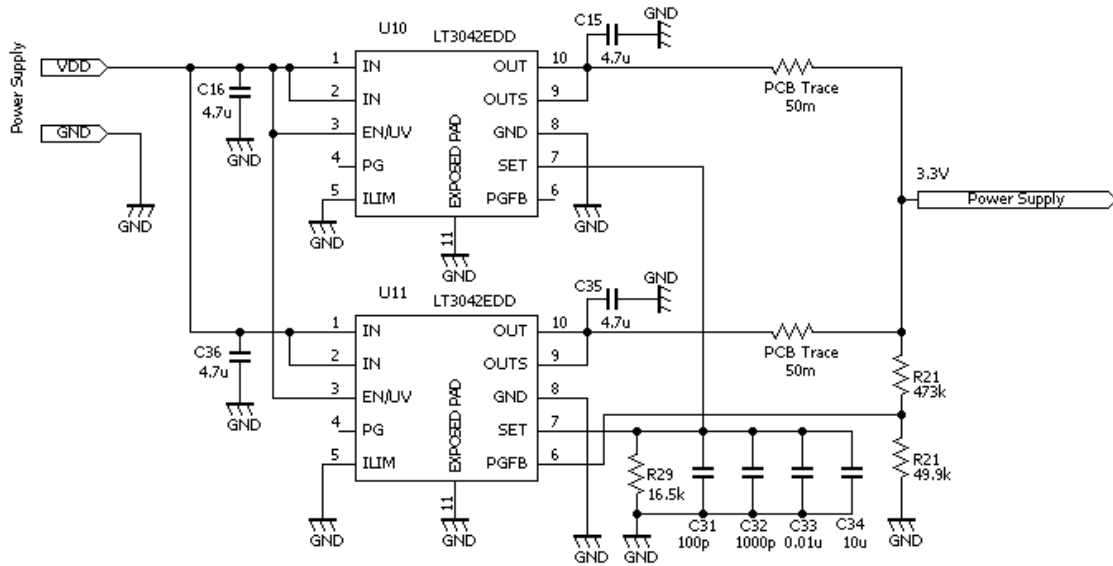 Power Supply
VDD
GND
GND
C16
4.7u
GND
U10
LT3042EDD
1 IN OUT 10
2 IN OUTS 9
3 EN/UV GND 8
4 PG SET 7
5 ILIM PGFB 6
EXPOSED PAD
11
GND
GND
GND
C15
4.7u
GND
PCB Trace
50m
3.3V
Power Supply
U11
LT3042EDD
1 IN OUT 10
2 IN OUTS 9
3 EN/UV GND 8
4 PG SET 7
5 ILIM PGFB 6
EXPOSED PAD
11
GND
GND
GND
C36
4.7u
GND
C35
4.7u
GND
PCB Trace
50m
R21
473k
R21
49.9k
GND
R29
16.5k
GND
C31
100p
C32
1000p
C33
0.01u
C34
10u